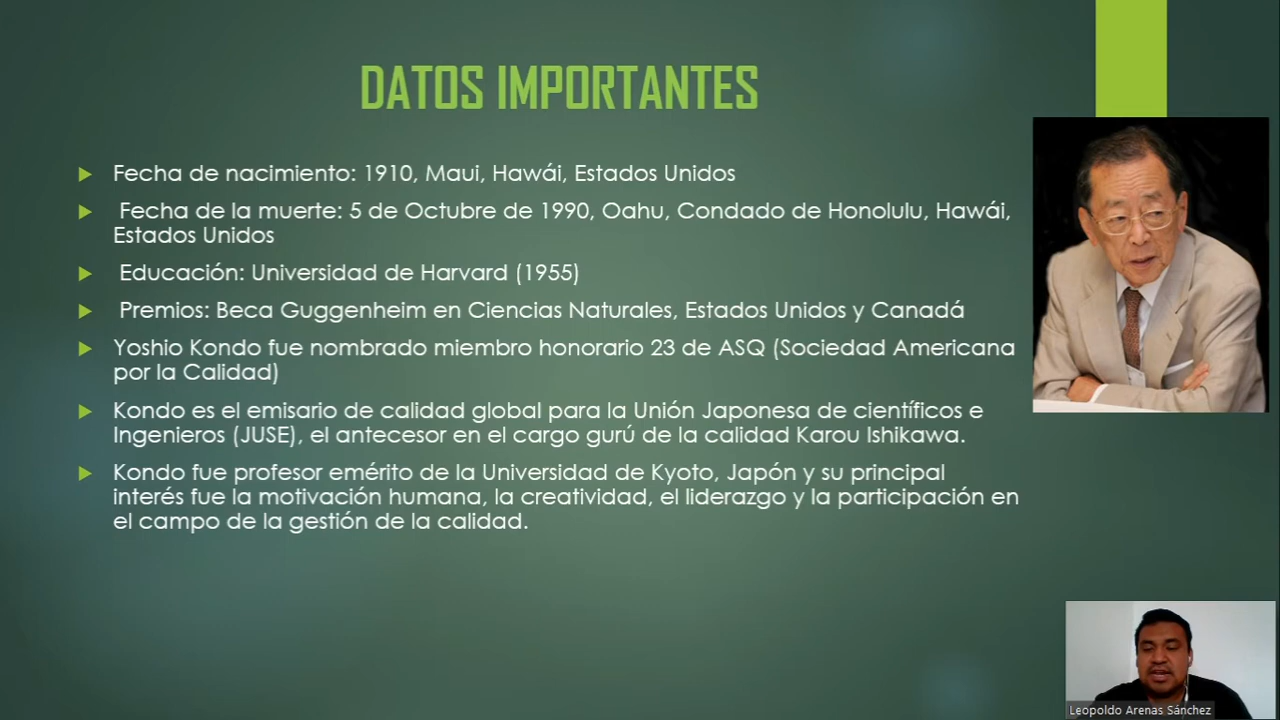 DATOS IMPORTANTES
Fecha de nacimiento: 1910, Maui, Hawái, Estados Unidos
Fecha de la muerte: 5 de Octubre de 1990, Oahu, Condado de Honolulu, Hawái,
Estados Unidos
Educación: Universidad de Harvard (1955)
Premios: Beca Guggenheim en Ciencias Naturales, Estados Unidos y Canadá
Yoshio Kondo fue nombrado miembro honorario 23 de ASQ (Sociedad Americana
por la Calidad)
Kondo es el emisario de calidad global para la Unión Japonesa de científicos e
Ingenieros (JUSE), el antecesor en el cargo gurú de la calidad Karou Ishikawa.
Kondo fue profesor emérito de la Universidad de Kyoto, Japón y su principal
interés fue la motivación humana, la creatividad, el liderazgo y la participación en
el campo de la gestión de la calidad.
Leopoldo Arenas Sánchez